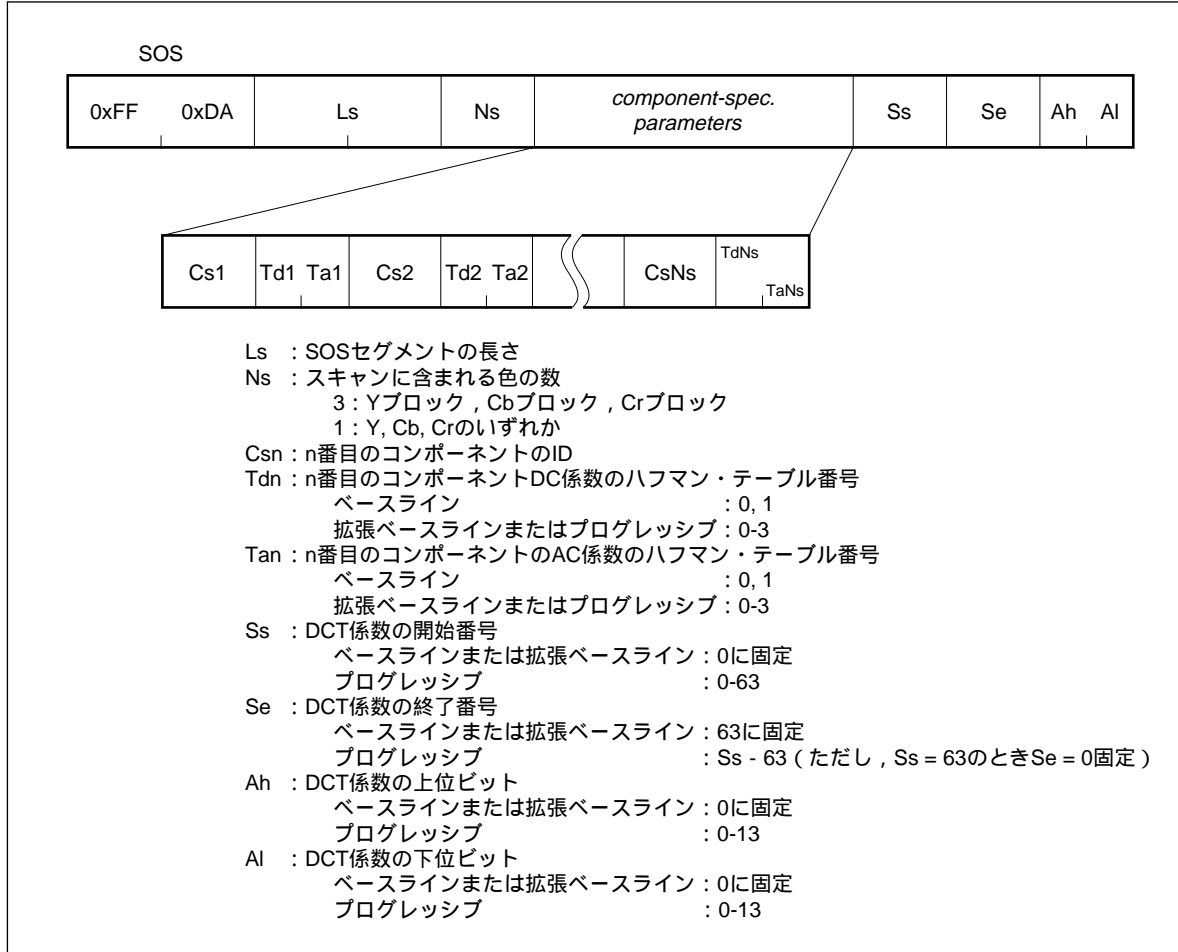 SOS
0xFF 0xDA Ls Ns component-spec. parameters Ss Se Ah Al
Cs1 Td1 Ta1 Cs2 Td2 Ta2 CsNs TdNs TaNs
Ls :SOSセグメントの長さ
Ns :スキャンに含まれる色の数
3:Yブロック,Cbブロック,Crブロック
1:Y, Cb, Crのいずれか
Csn:n番目のコンポーネントのID
Tdn:n番目のコンポーネントDC係数のハフマン・テーブル番号
ベースライン :0, 1
拡張ベースラインまたはプログレッシブ:0-3
Tan:n番目のコンポーネントのAC係数のハフマン・テーブル番号
ベースライン :0, 1
拡張ベースラインまたはプログレッシブ:0-3
Ss :DCT係数の開始番号
ベースラインまたは拡張ベースライン:0に固定
プログレッシブ :0-63
Se :DCT係数の終了番号
ベースラインまたは拡張ベースライン:63に固定
プログレッシブ :Ss - 63(ただし,Ss = 63のときSe = 0固定)
Ah :DCT係数の上位ビット
ベースラインまたは拡張ベースライン:0に固定
プログレッシブ :0-13
Al :DCT係数の下位ビット
ベースラインまたは拡張ベースライン:0に固定
プログレッシブ :0-13